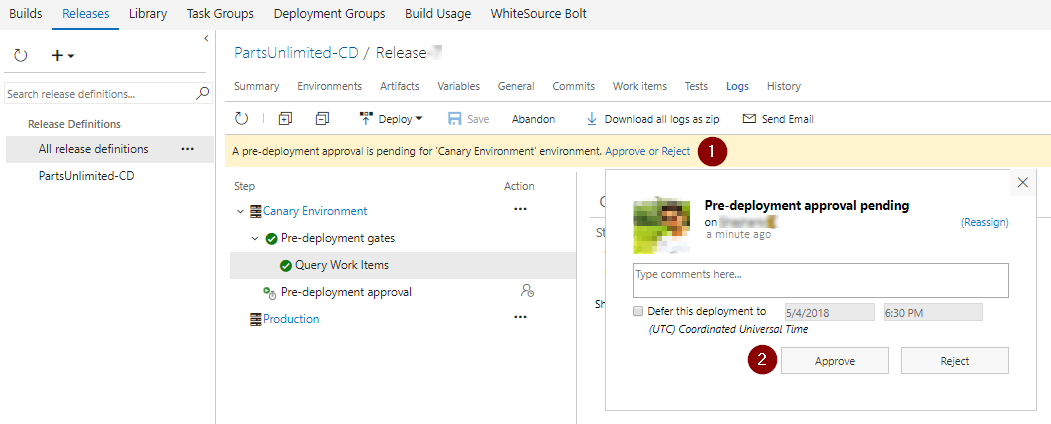 Builds Releases Library Task Groups Deployment Groups Build Usage WhiteSource Bolt
PartsUnlimited-CD / Release
Search release definitions...
Summary Environments Artifacts Variables General Commits Work items Tests Logs History
Release Definitions
All release definitions ...
PartsUnlimited-CD
Deploy Save Abandon Download all logs as zip Send Email
A pre-deployment approval is pending for 'Canary Environment' environment. Approve or Reject 1
Step Action
Canary Environment ...
Pre-deployment gates
Query Work Items
Pre-deployment approval
Production ...
Pre-deployment approval pending
on
(Reassign)
a minute ago
Type comments here...
Defer this deployment to 5/4/2018 6:30 PM
(UTC) Coordinated Universal Time
2 Approve Reject